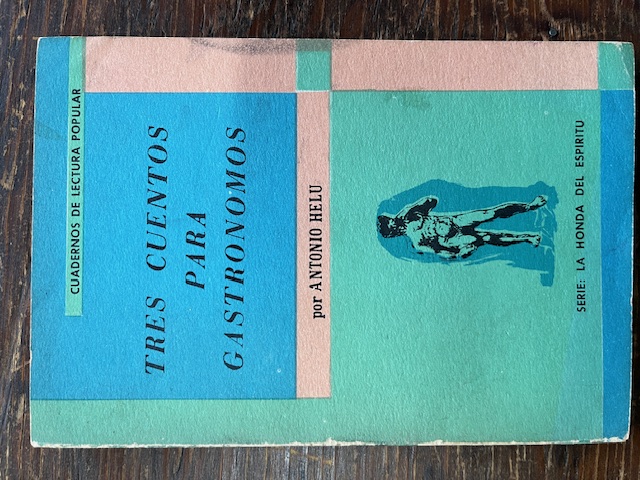 CUADERNOS DE LECTURA POPULAR
TRES CUENTOS
PARA
GASTRONOMOS
por ANTONIO HELU
SERIE: LA HONDA DEL ESPIRITU